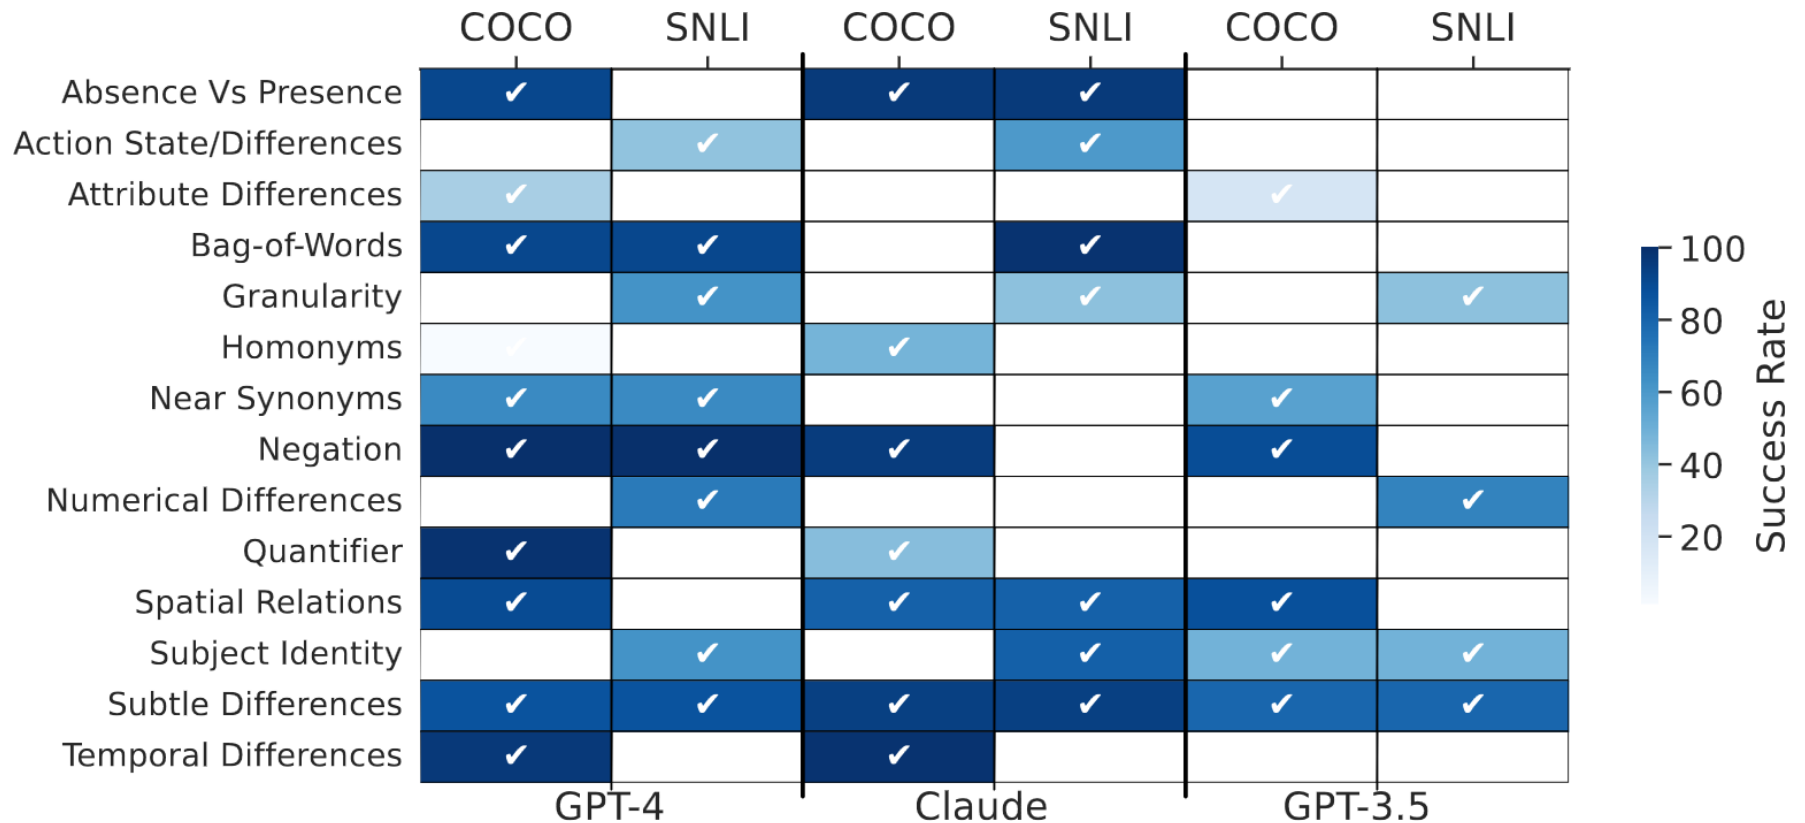 COCO SNLI COCO SNLI COCO SNLI
Absence Vs Presence ✔ ✔ ✔
Action State/Differences ✔ ✔
Attribute Differences ✔ ✔
Bag-of-Words ✔ ✔ ✔
Granularity ✔ ✔ ✔
Homonyms ✔ ✔
Near Synonyms ✔ ✔ ✔
Negation ✔ ✔ ✔ ✔
Numerical Differences ✔ ✔
Quantifier ✔ ✔
Spatial Relations ✔ ✔ ✔ ✔
Subject Identity ✔ ✔ ✔ ✔
Subtle Differences ✔ ✔ ✔ ✔ ✔ ✔
Temporal Differences ✔ ✔
GPT-4 Claude GPT-3.5
100
80
60
40
20
Success Rate